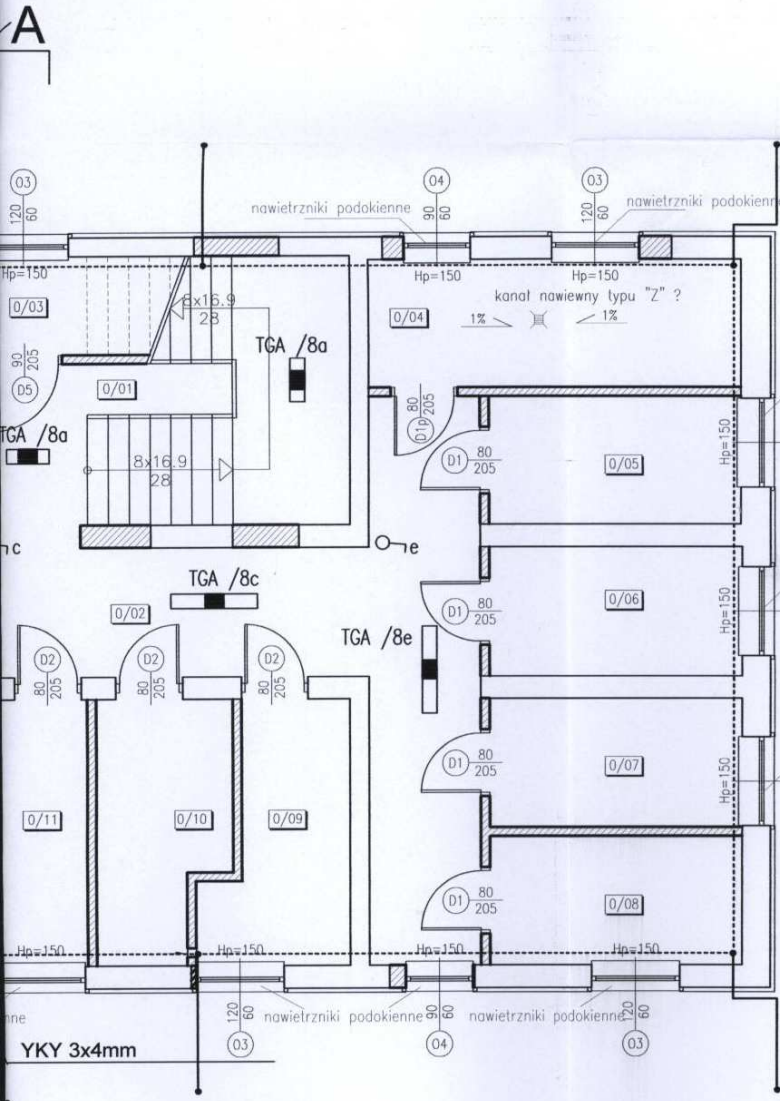 A
03
120
60
nawietrzniki podokienne
04
90
60
03
120
60
nawietrzniki podokienne
Hp=150
Hp=150
Hp=150
0/03
8x16.9
28
0/04
kanał nawiewny typu "Z" ?
1%
1%
TGA /8a
90
205
D5
0/01
80
205
D1p
TGA /8a
8x16.9
28
D1
80
205
0/05
Hp=150
c
e
TGA /8c
0/02
D1
80
205
0/06
Hp=150
TGA /8e
D2
80
205
D2
80
205
D2
80
205
D1
80
205
0/07
Hp=150
0/11
0/10
0/09
D1
80
205
0/08
Hp=150
Hp=150
Hp=150
Hp=150
120
60
03
nawietrzniki podokienne
90
60
04
nawietrzniki podokienne
120
60
03
YKY 3x4mm